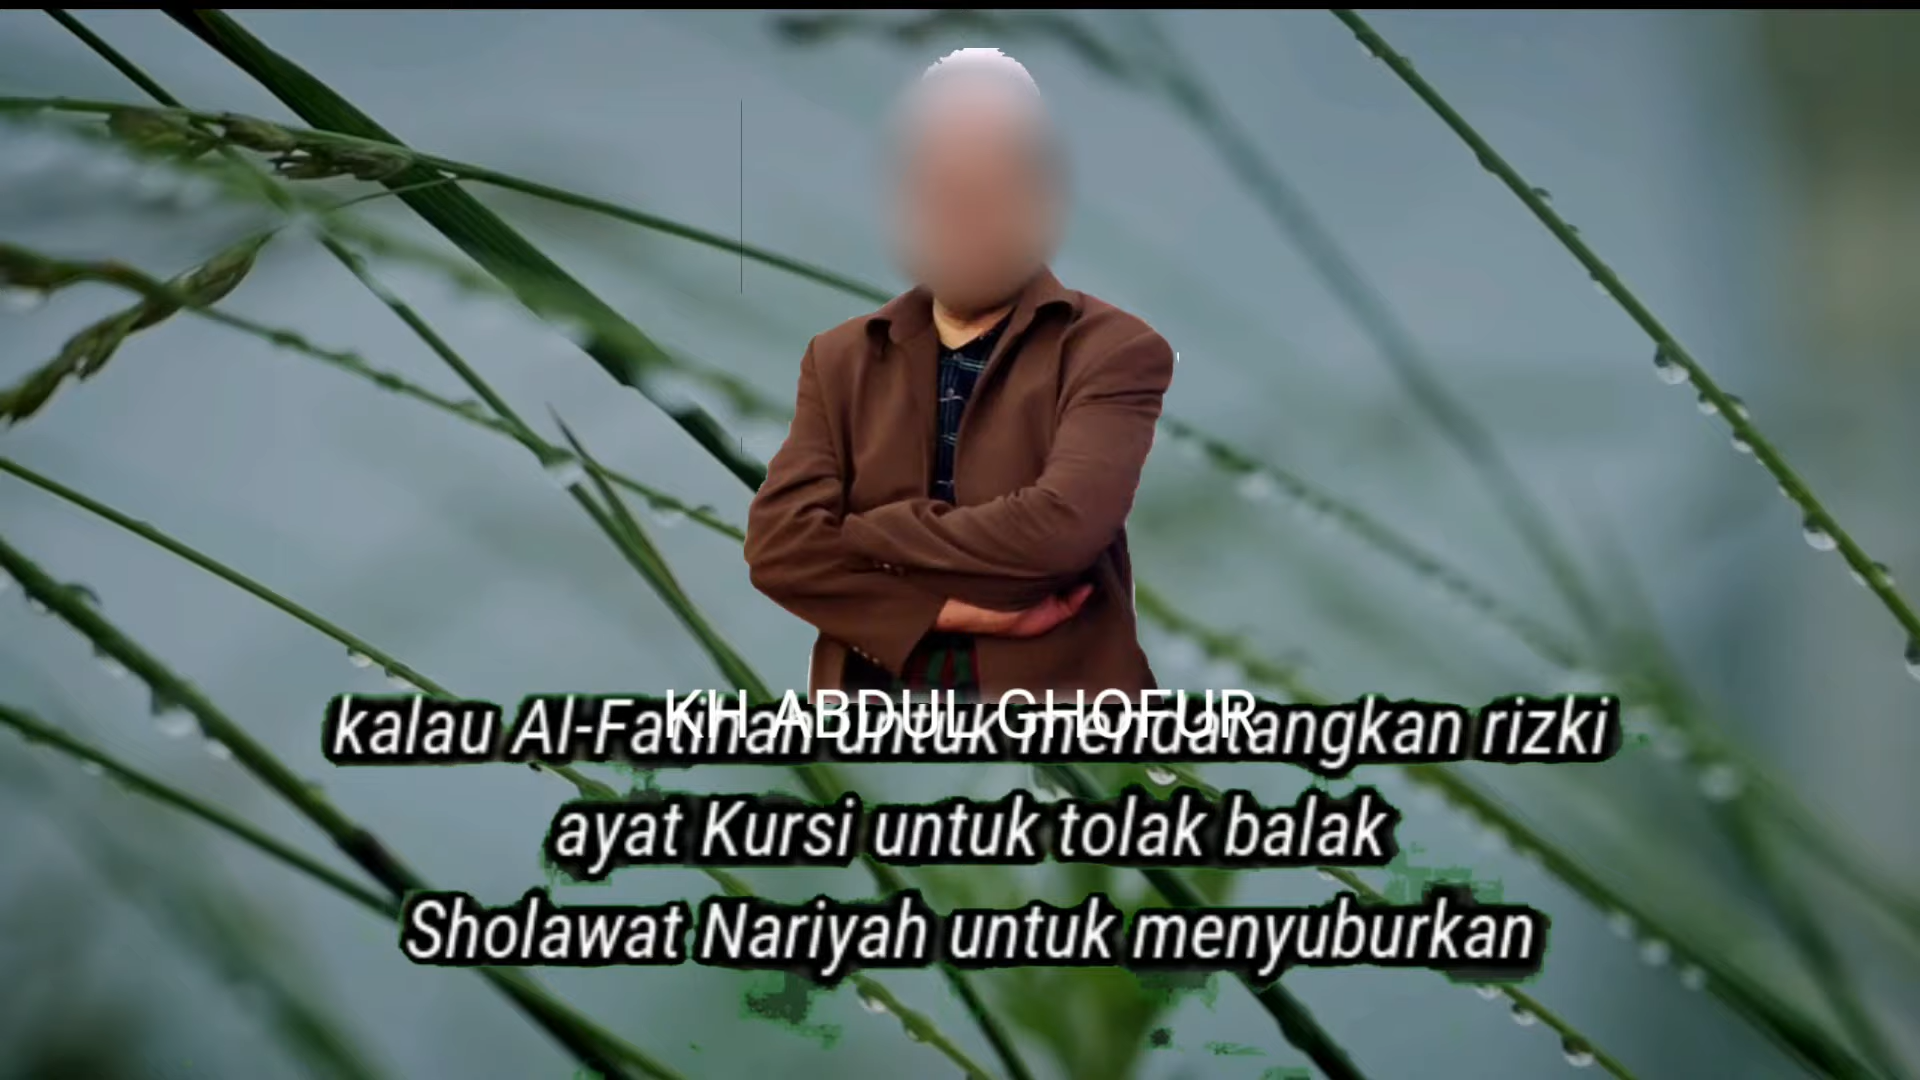 KH ABDUL GHOFUR
kalau Al-Fatihah untuk mendatangkan rizki
ayat Kursi untuk tolak balak
Sholawat Nariyah untuk menyuburkan